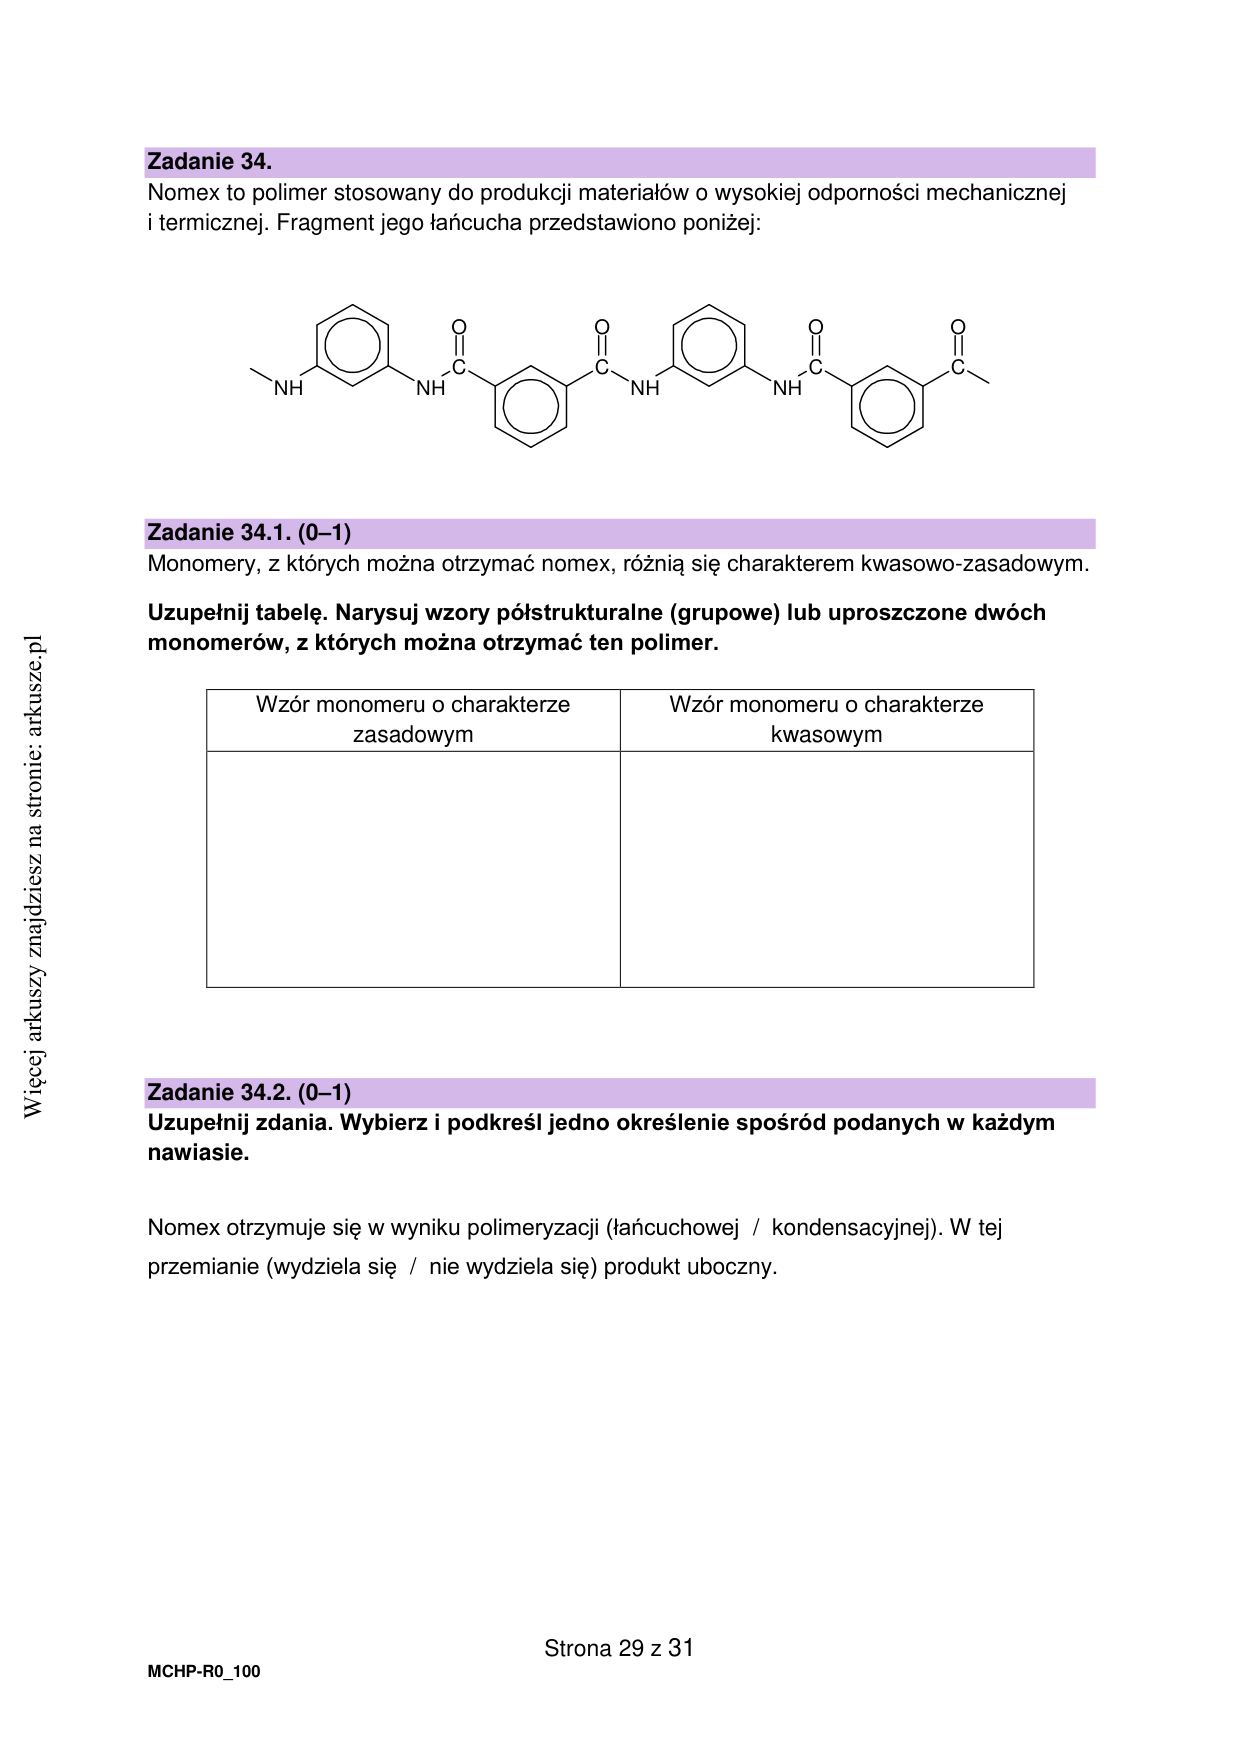 Zadanie 34.
Nomex to polimer stosowany do produkcji materiałów o wysokiej odporności mechanicznej
i termicznej. Fragment jego łańcucha przedstawiono poniżej:
O O O O
C C C C
NH NH NH NH
Zadanie 34.1. (0–1)
Monomery, z których można otrzymać nomex, różnią się charakterem kwasowo-zasadowym.
Uzupełnij tabelę. Narysuj wzory półstrukturalne (grupowe) lub uproszczone dwóch
monomerów, z których można otrzymać ten polimer.
Wzór monomeru o charakterze
zasadowym
Wzór monomeru o charakterze
kwasowym
Zadanie 34.2. (0–1)
Uzupełnij zdania. Wybierz i podkreśl jedno określenie spośród podanych w każdym
nawiasie.
Nomex otrzymuje się w wyniku polimeryzacji (łańcuchowej / kondensacyjnej). W tej
przemianie (wydziela się / nie wydziela się) produkt uboczny.
Strona 29 z 31
MCHP-R0_100
Więcej arkuszy znajdziesz na stronie: arkusze.pl